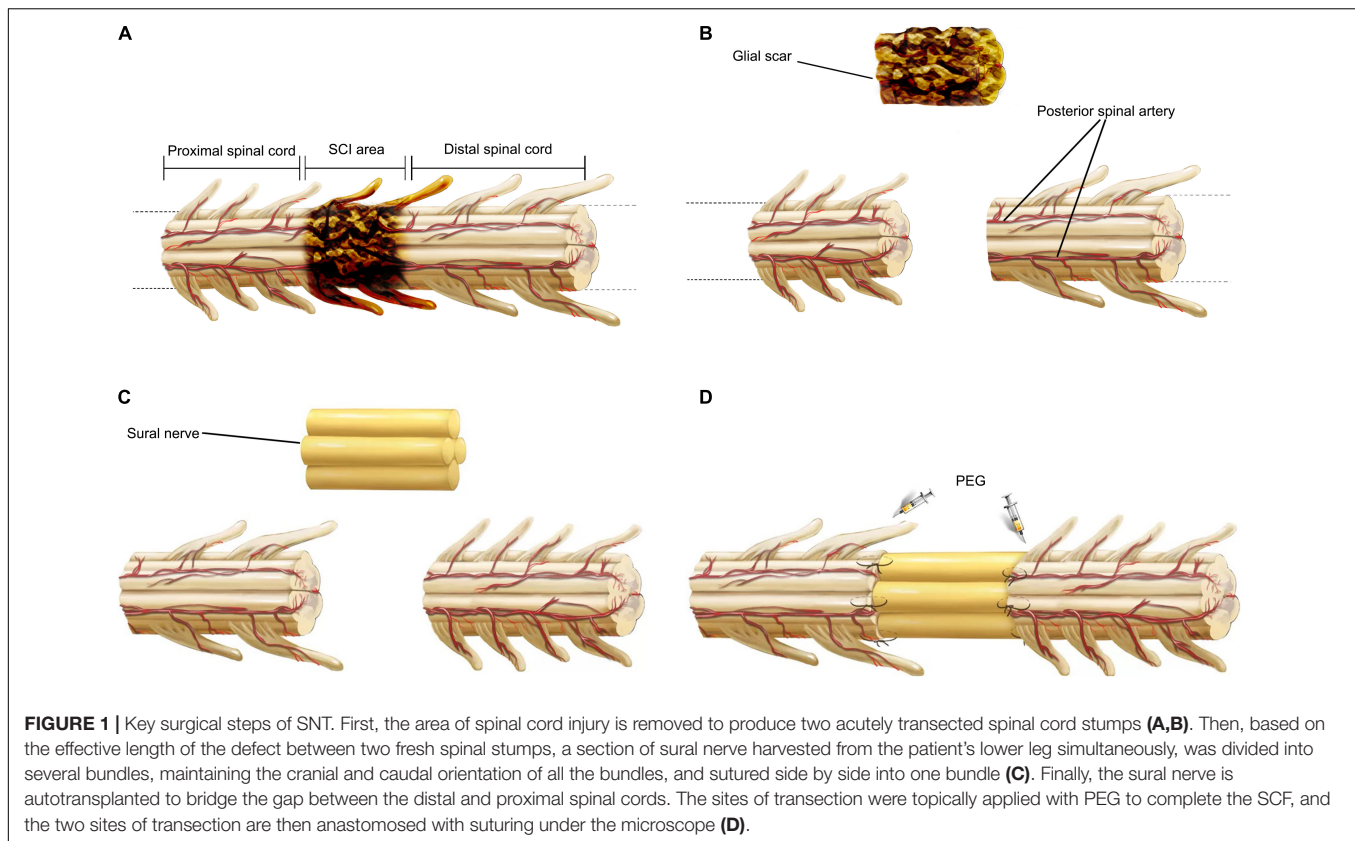 A
Proximal spinal cord
SCI area
Distal spinal cord
B
Glial scar
Posterior spinal artery
C
Sural nerve
D
PEG
FIGURE 1 | Key surgical steps of SNT. First, the area of spinal cord injury is removed to produce two acutely transected spinal cord stumps (A,B). Then, based on
the effective length of the defect between two fresh spinal stumps, a section of sural nerve harvested from the patient's lower leg simultaneously, was divided into
several bundles, maintaining the cranial and caudal orientation of all the bundles, and sutured side by side into one bundle (C). Finally, the sural nerve is
autotransplanted to bridge the gap between the distal and proximal spinal cords. The sites of transection were topically applied with PEG to complete the SCF, and
the two sites of transection are then anastomosed with suturing under the microscope (D).